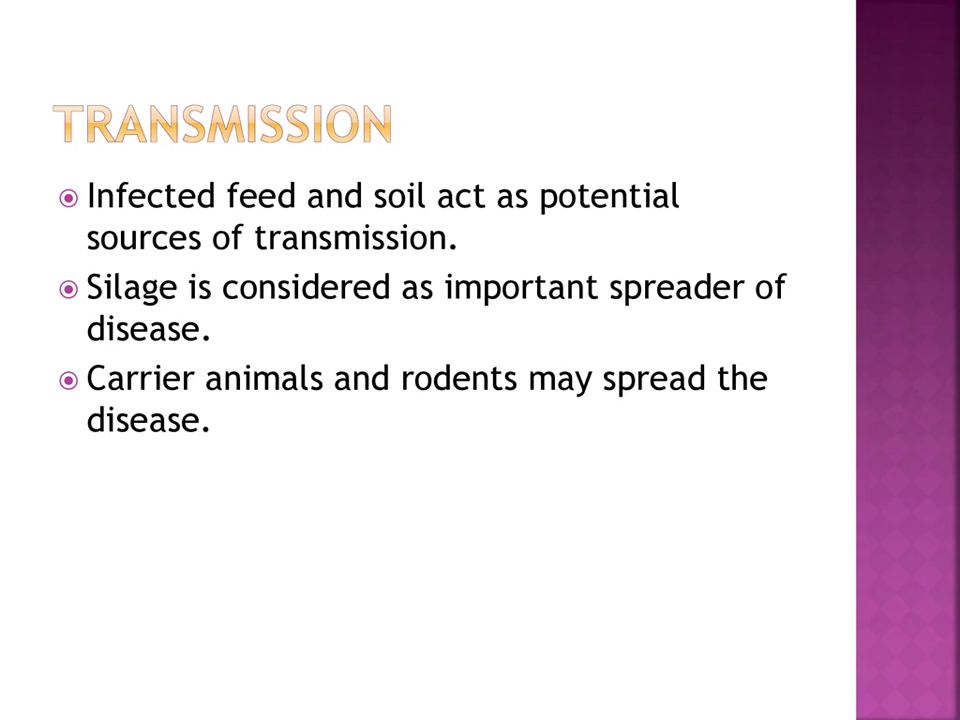 TRANSMISSION
Infected feed and soil act as potential
sources of transmission.
Silage is considered as important spreader of
disease.
Carrier animals and rodents may spread the
disease.